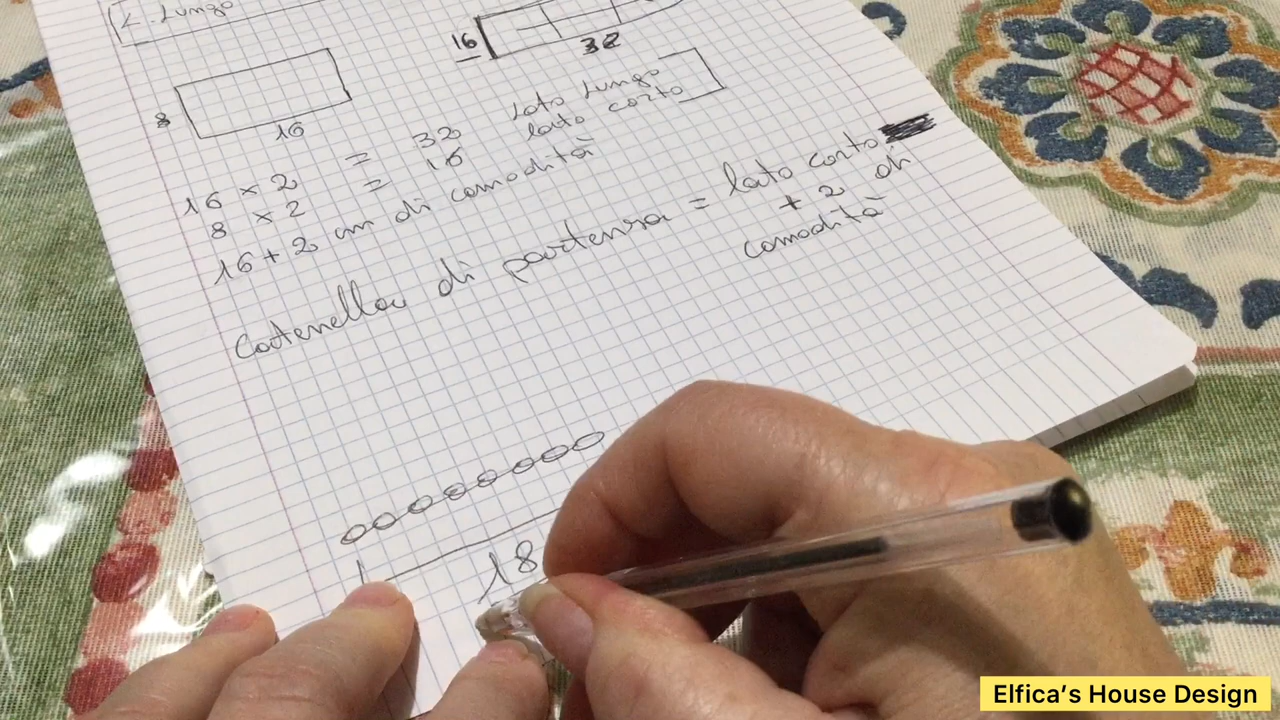 L. Lungo
16
32
8
16
16 × 2 = 32 lato lungo
8 × 2 = 16 lato corto
16 + 2 cm di comodità
Catenella di partenza = lato corto
+ 2 di
comodità
18
Elfica's House Design